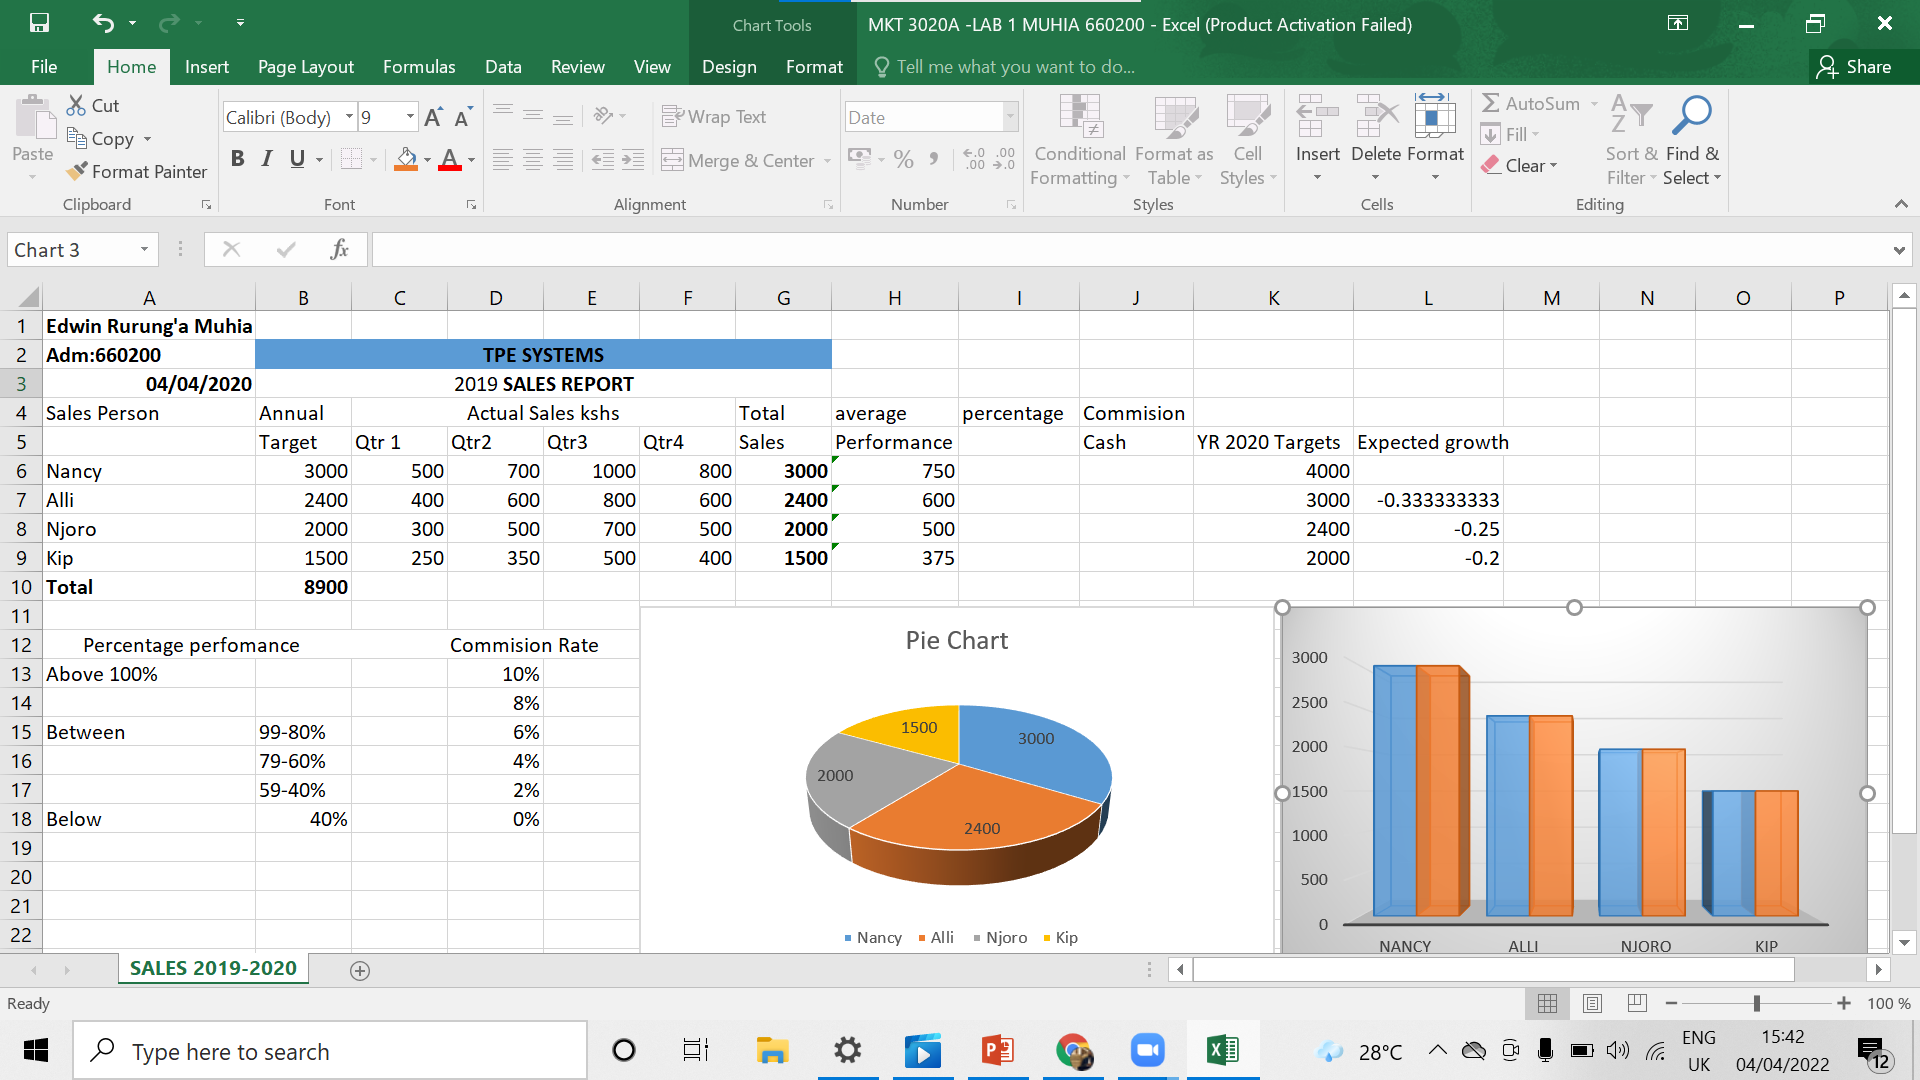 Chart Tools
MKT 3020A -LAB 1 MUHIA 660200 - Excel (Product Activation Failed)
File Home Insert Page Layout Formulas Data Review View Design Format Tell me what you want to do... Share
Cut
Copy
Format Painter
Paste
Clipboard
Calibri (Body) 9
B I U
Font
Wrap Text
Merge & Center
Alignment
Date
Number
Conditional Formatting
Format as Table
Cell Styles
Styles
Insert Delete Format
Cells
AutoSum
Fill
Clear
Sort & Filter
Find & Select
Editing
Chart 3 fx
A B C D E F G H I J K L M N O P
1 Edwin Rurung'a Muhia
2 Adm:660200 TPE SYSTEMS
3 04/04/2020 2019 SALES REPORT
4 Sales Person Annual Actual Sales kshs Total average percentage Commision
5 Target Qtr 1 Qtr2 Qtr3 Qtr4 Sales Performance Cash YR 2020 Targets Expected growth
6 Nancy 3000 500 700 1000 800 3000 750 4000
7 Alli 2400 400 600 800 600 2400 600 3000 -0.333333333
8 Njoro 2000 300 500 700 500 2000 500 2400 -0.25
9 Kip 1500 250 350 500 400 1500 375 2000 -0.2
10 Total 8900
11
12 Percentage perfomance Commision Rate
13 Above 100% 10%
14 8%
15 Between 99-80% 6%
16 79-60% 4%
17 59-40% 2%
18 Below 40% 0%
19
20
21
22
Pie Chart
1500
3000
2000
2400
Nancy Alli Njoro Kip
3000
2500
2000
1500
1000
500
0
NANCY ALLI NJORO KIP
SALES 2019-2020
Ready 100 %
Type here to search
28°C
ENG
UK
15:42
04/04/2022
12